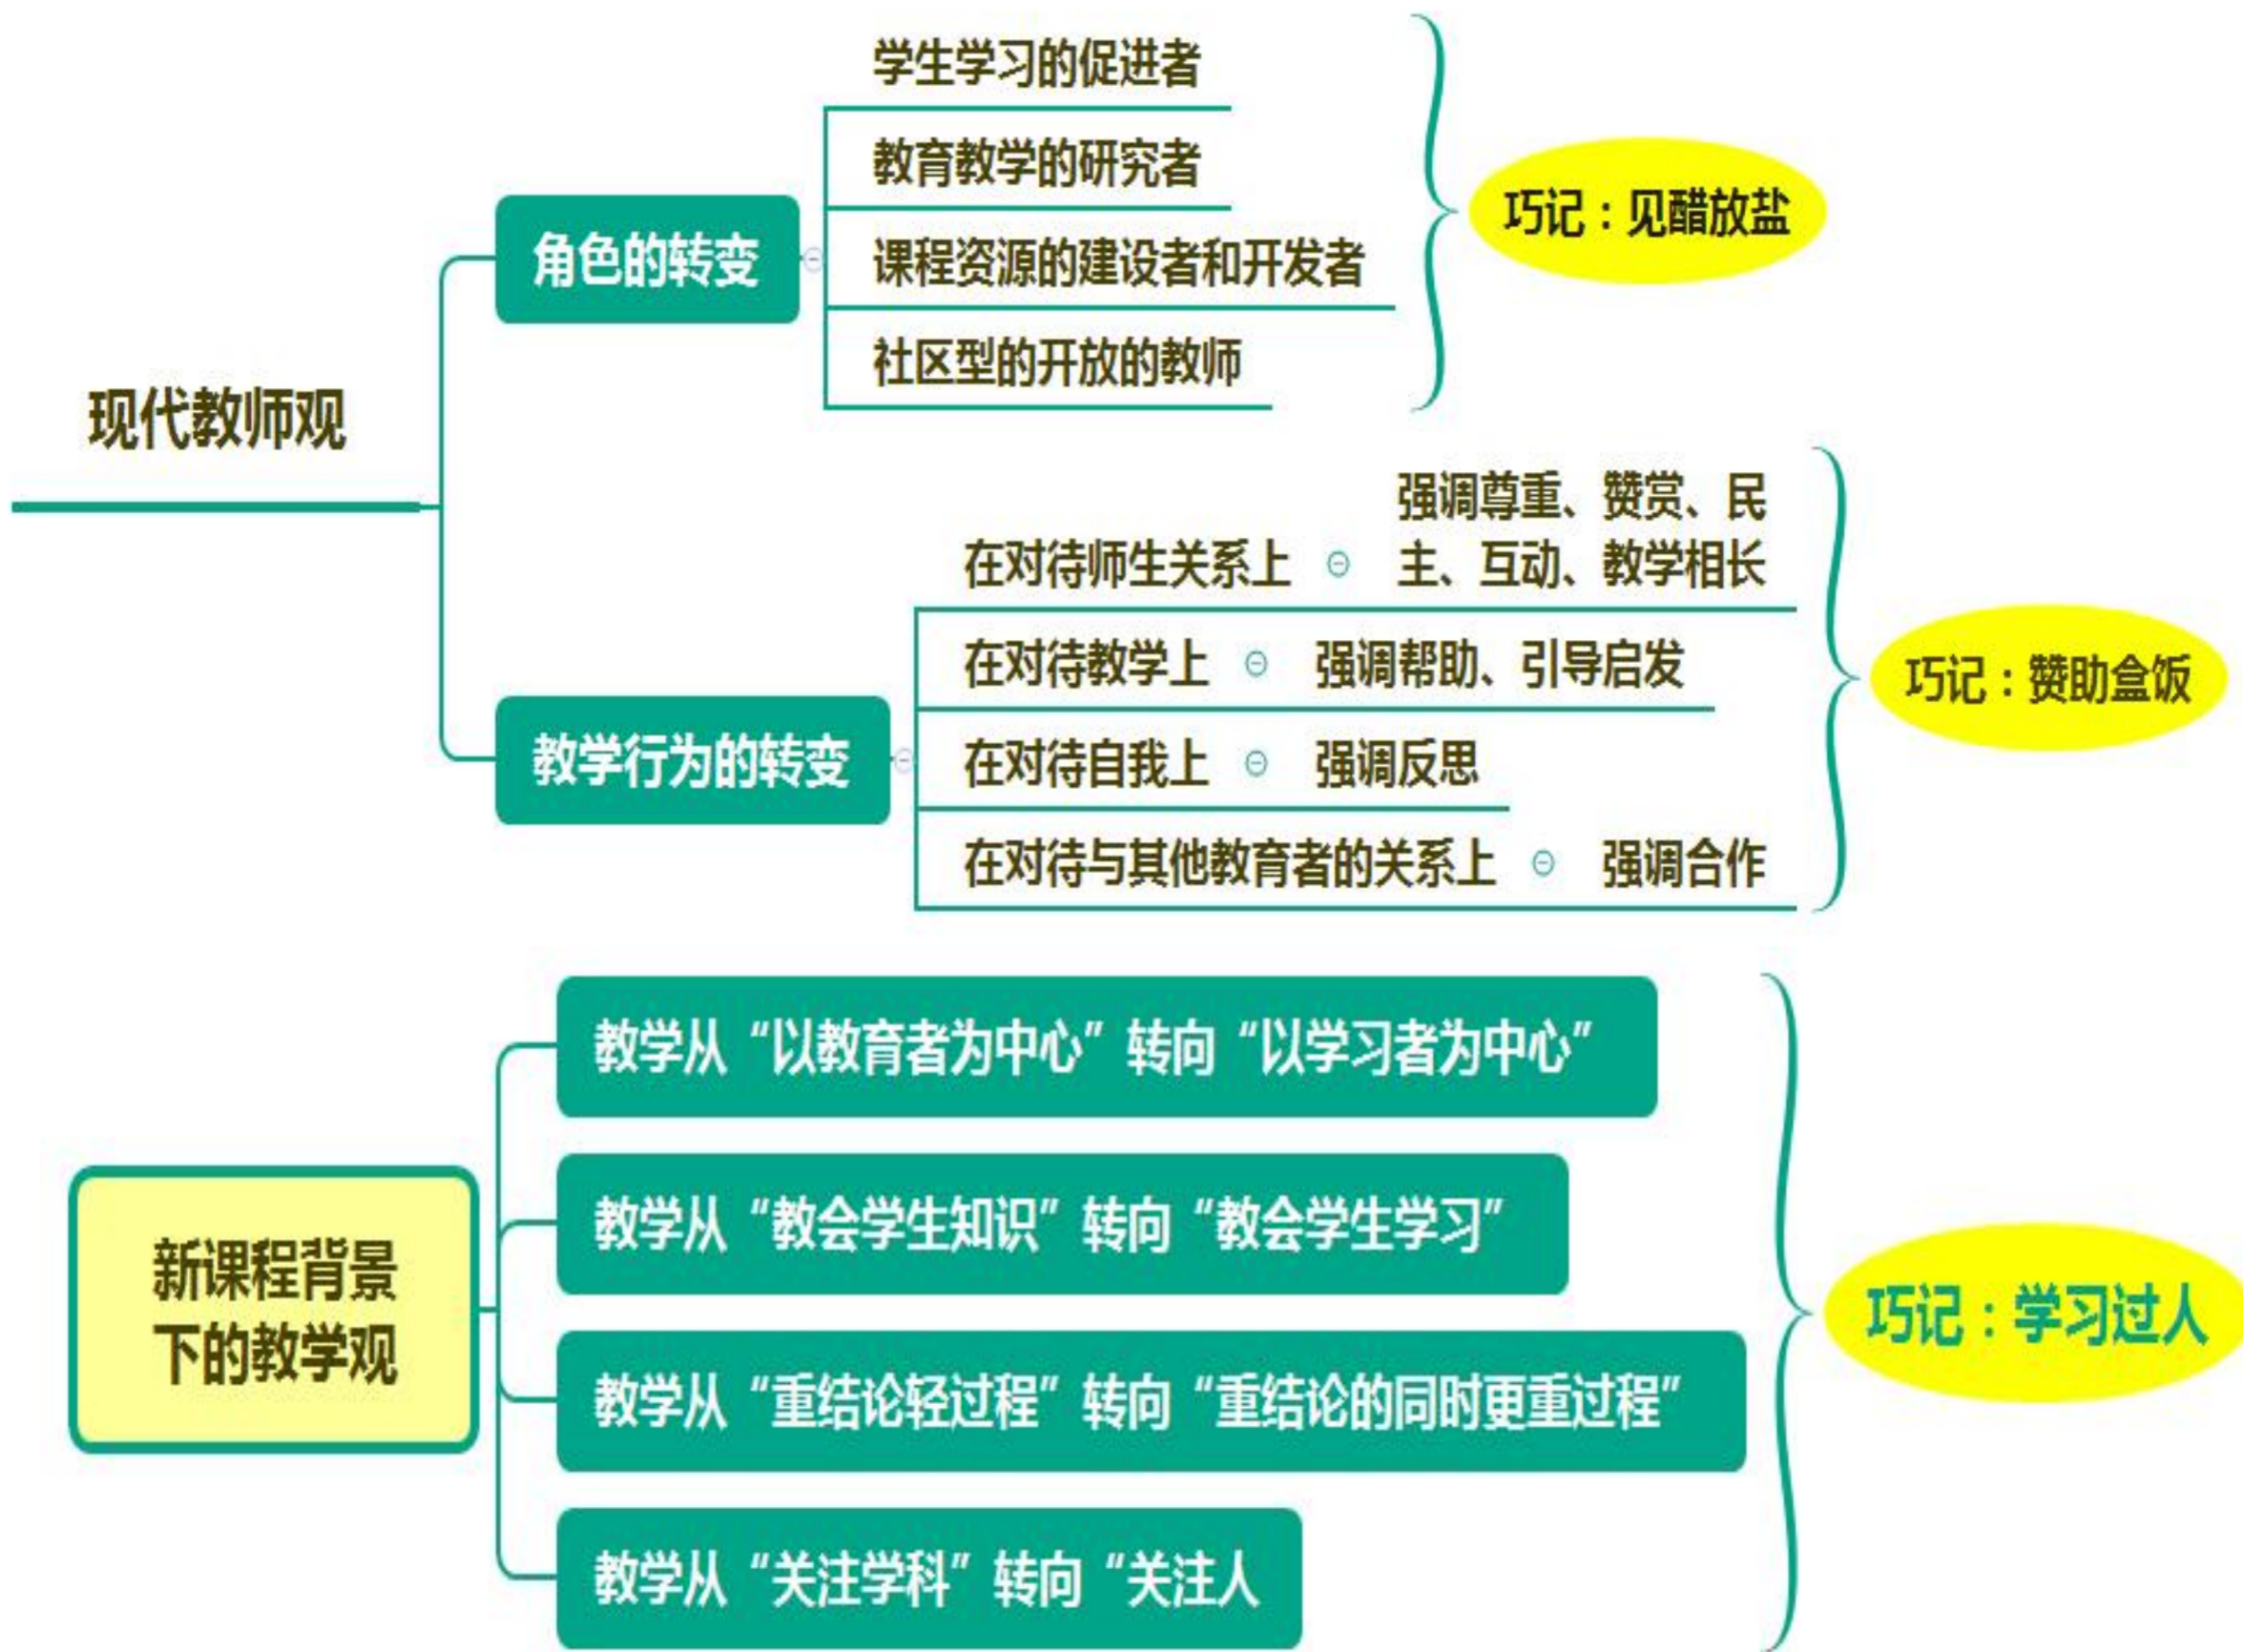 现代教师观
角色的转变
学生学习的促进者
教育教学的研究者
课程资源的建设者和开发者
社区型的开放的教师
巧记：见醋放盐
教学行为的转变
在对待师生关系上
强调尊重、赞赏、民
主、互动、教学相长
在对待教学上
强调帮助、引导启发
在对待自我上
强调反思
在对待与其他教育者的关系上
强调合作
巧记：赞助盒饭
新课程背景
下的教学观
教学从“以教育者为中心”转向“以学习者为中心”
教学从“教会学生知识”转向“教会学生学习”
教学从“重结论轻过程”转向“重结论的同时更重过程”
教学从“关注学科”转向“关注人
巧记：学习过人